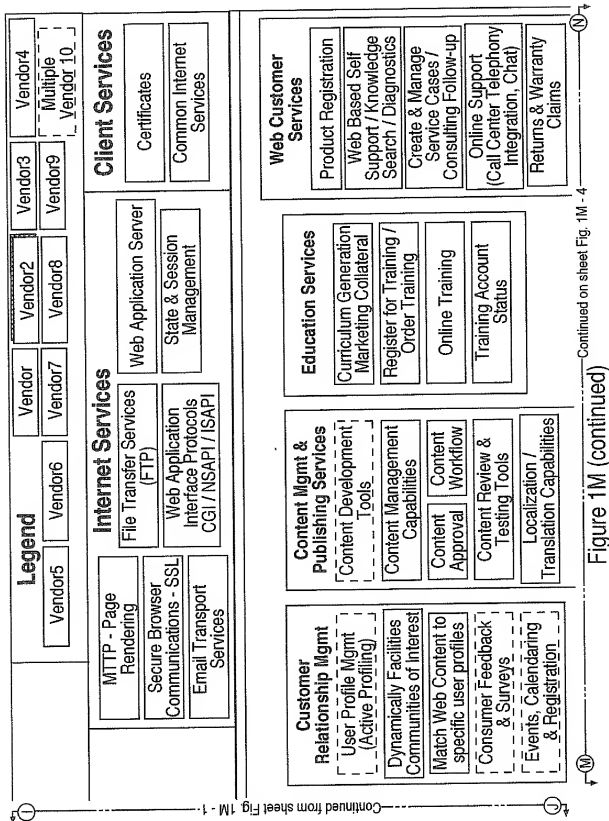 Legend
Vendor
Vendor2
Vendor3
Vendor4
Vendor5
Vendor6
Vendor7
Vendor8
Vendor9
Multiple
Vendor 10
Internet Services
MTTP - Page
Rendering
Secure Browser
Communications - SSL
Email Transport
Services
File Transfer Services
(FTP)
Web Application
Interface Protocols
CGI / NSAPI / ISAPI
Web Application Server
State & Session
Management
Client Services
Certificates
Common Internet
Services
Customer
Relationship Mgmt
User Profile Mgmt
(Active Profiling)
Dynamically Facilities
Communities of Interest
Match Web Content to
specific user profiles
Consumer Feedback
& Surveys
Events, Calendaring
& Registration
Content Mgmt &
Publishing Services
Content Development
Tools
Content Management
Capabilities
Content
Approval
Content
Workflow
Content Review &
Testing Tools
Localization /
Translation Capabilities
Education Services
Curriculum Generation
Marketing Collateral
Register for Training /
Order Training
Online Training
Training Account
Status
Web Customer
Services
Product Registration
Web Based Self
Support / Knowledge
Search / Diagnostics
Create & Manage
Service Cases /
Consulting Follow-up
Online Support
(Call Center Telephony
Integration, Chat)
Returns & Warranty
Claims
Continued from sheet Fig. 1M - 1
M
Continued on sheet Fig. 1M - 4
N
Figure 1M (continued)